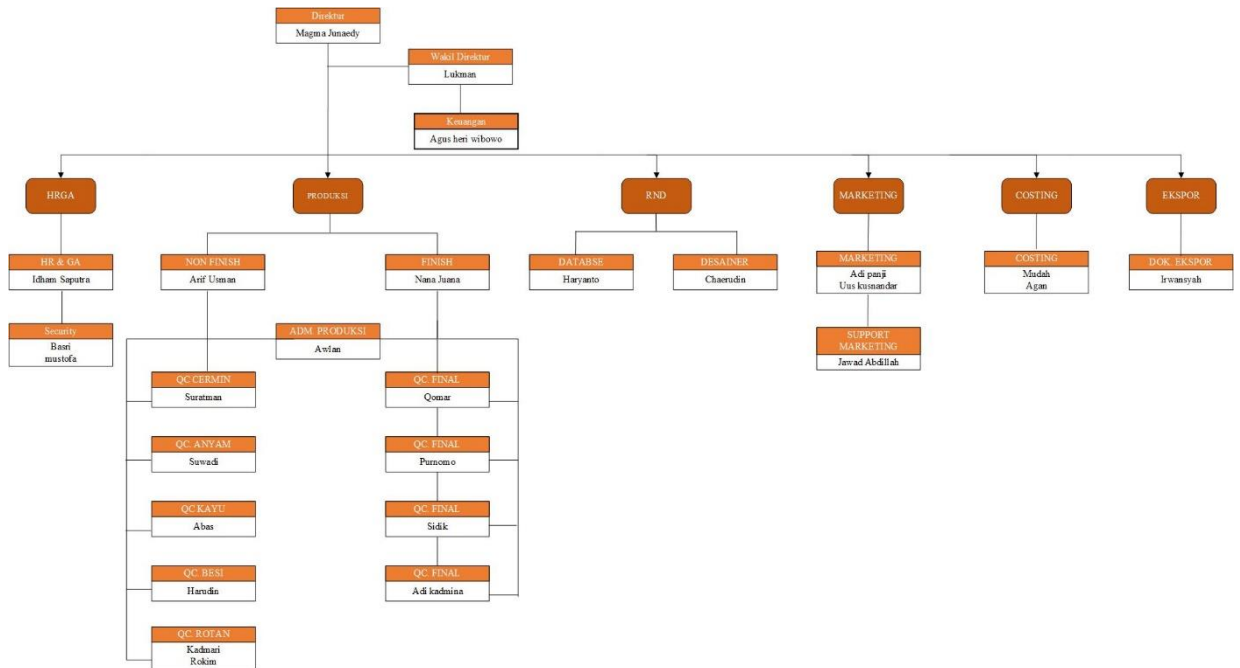 Direktur
Magma Junaedy
Wakil Direktur
Lukman
Keuangan
Agus heri wibowo
HRGA
PRODUKSI
RND
MARKETING
COSTING
EKSPOR
HR & GA
Idham Saputra
Security
Basri
mustofa
NON FINISH
Arif Usman
FINISH
Nana Juana
ADM PRODUKSI
Awlan
QC CERMIN
Suratman
QC. ANYAM
Suwadi
QC KAYU
Abas
QC. BESI
Harudin
QC. ROTAN
Kadmari
Rokim
QC. FINAL
Qomar
QC. FINAL
Purnomo
QC. FINAL
Sidik
QC. FINAL
Adi kadmina
DATABSE
Haryanto
DESAINER
Chaerudin
MARKETING
Adi panji
Uus kusnandar
SUPPORT
MARKETING
Jawad Abdillah
COSTING
Mudah
Agan
DOK. EKSPOR
Irwansyah